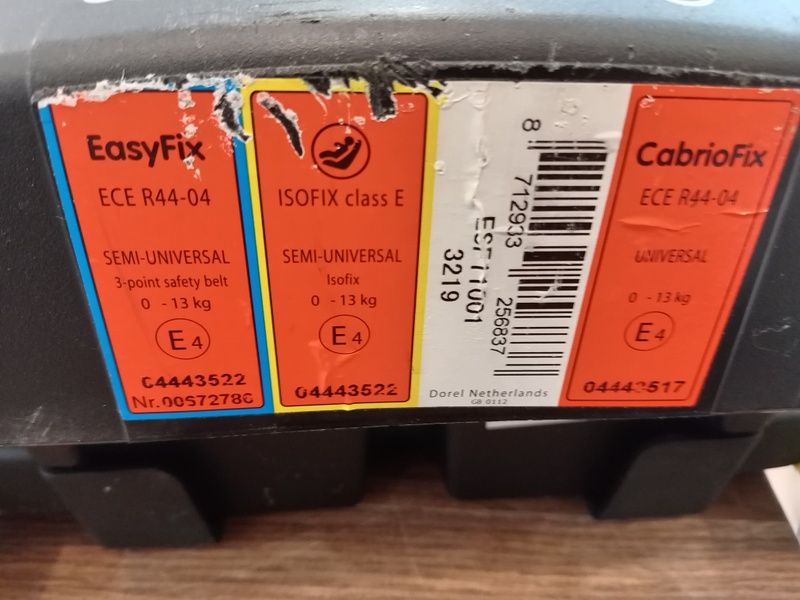 EasyFix
ECE R44-04
SEMI-UNIVERSAL
3-point safety belt
0 - 13 kg
E4
04443522
ISOFIX class E
SEMI-UNIVERSAL
Isofix
0 - 13 kg
E4
04443522
8 712933 256837
3219
Dorel Netherlands
GB 0112
CabrioFix
ECE R44-04
UNIVERSAL
0 - 13 kg
E4
04443517